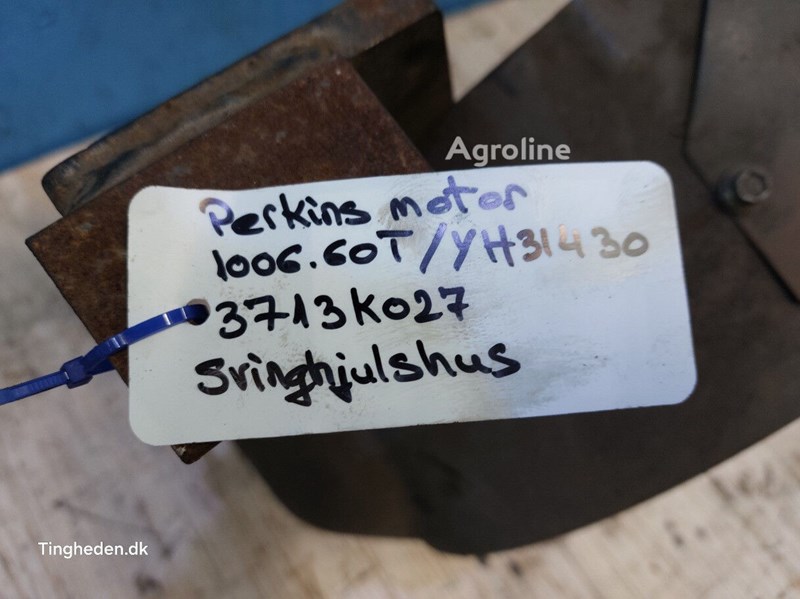 Agroline
Perkins motor
1006.60T/YH31430
3713K027
Svinghjulshus
Tingheden.dk